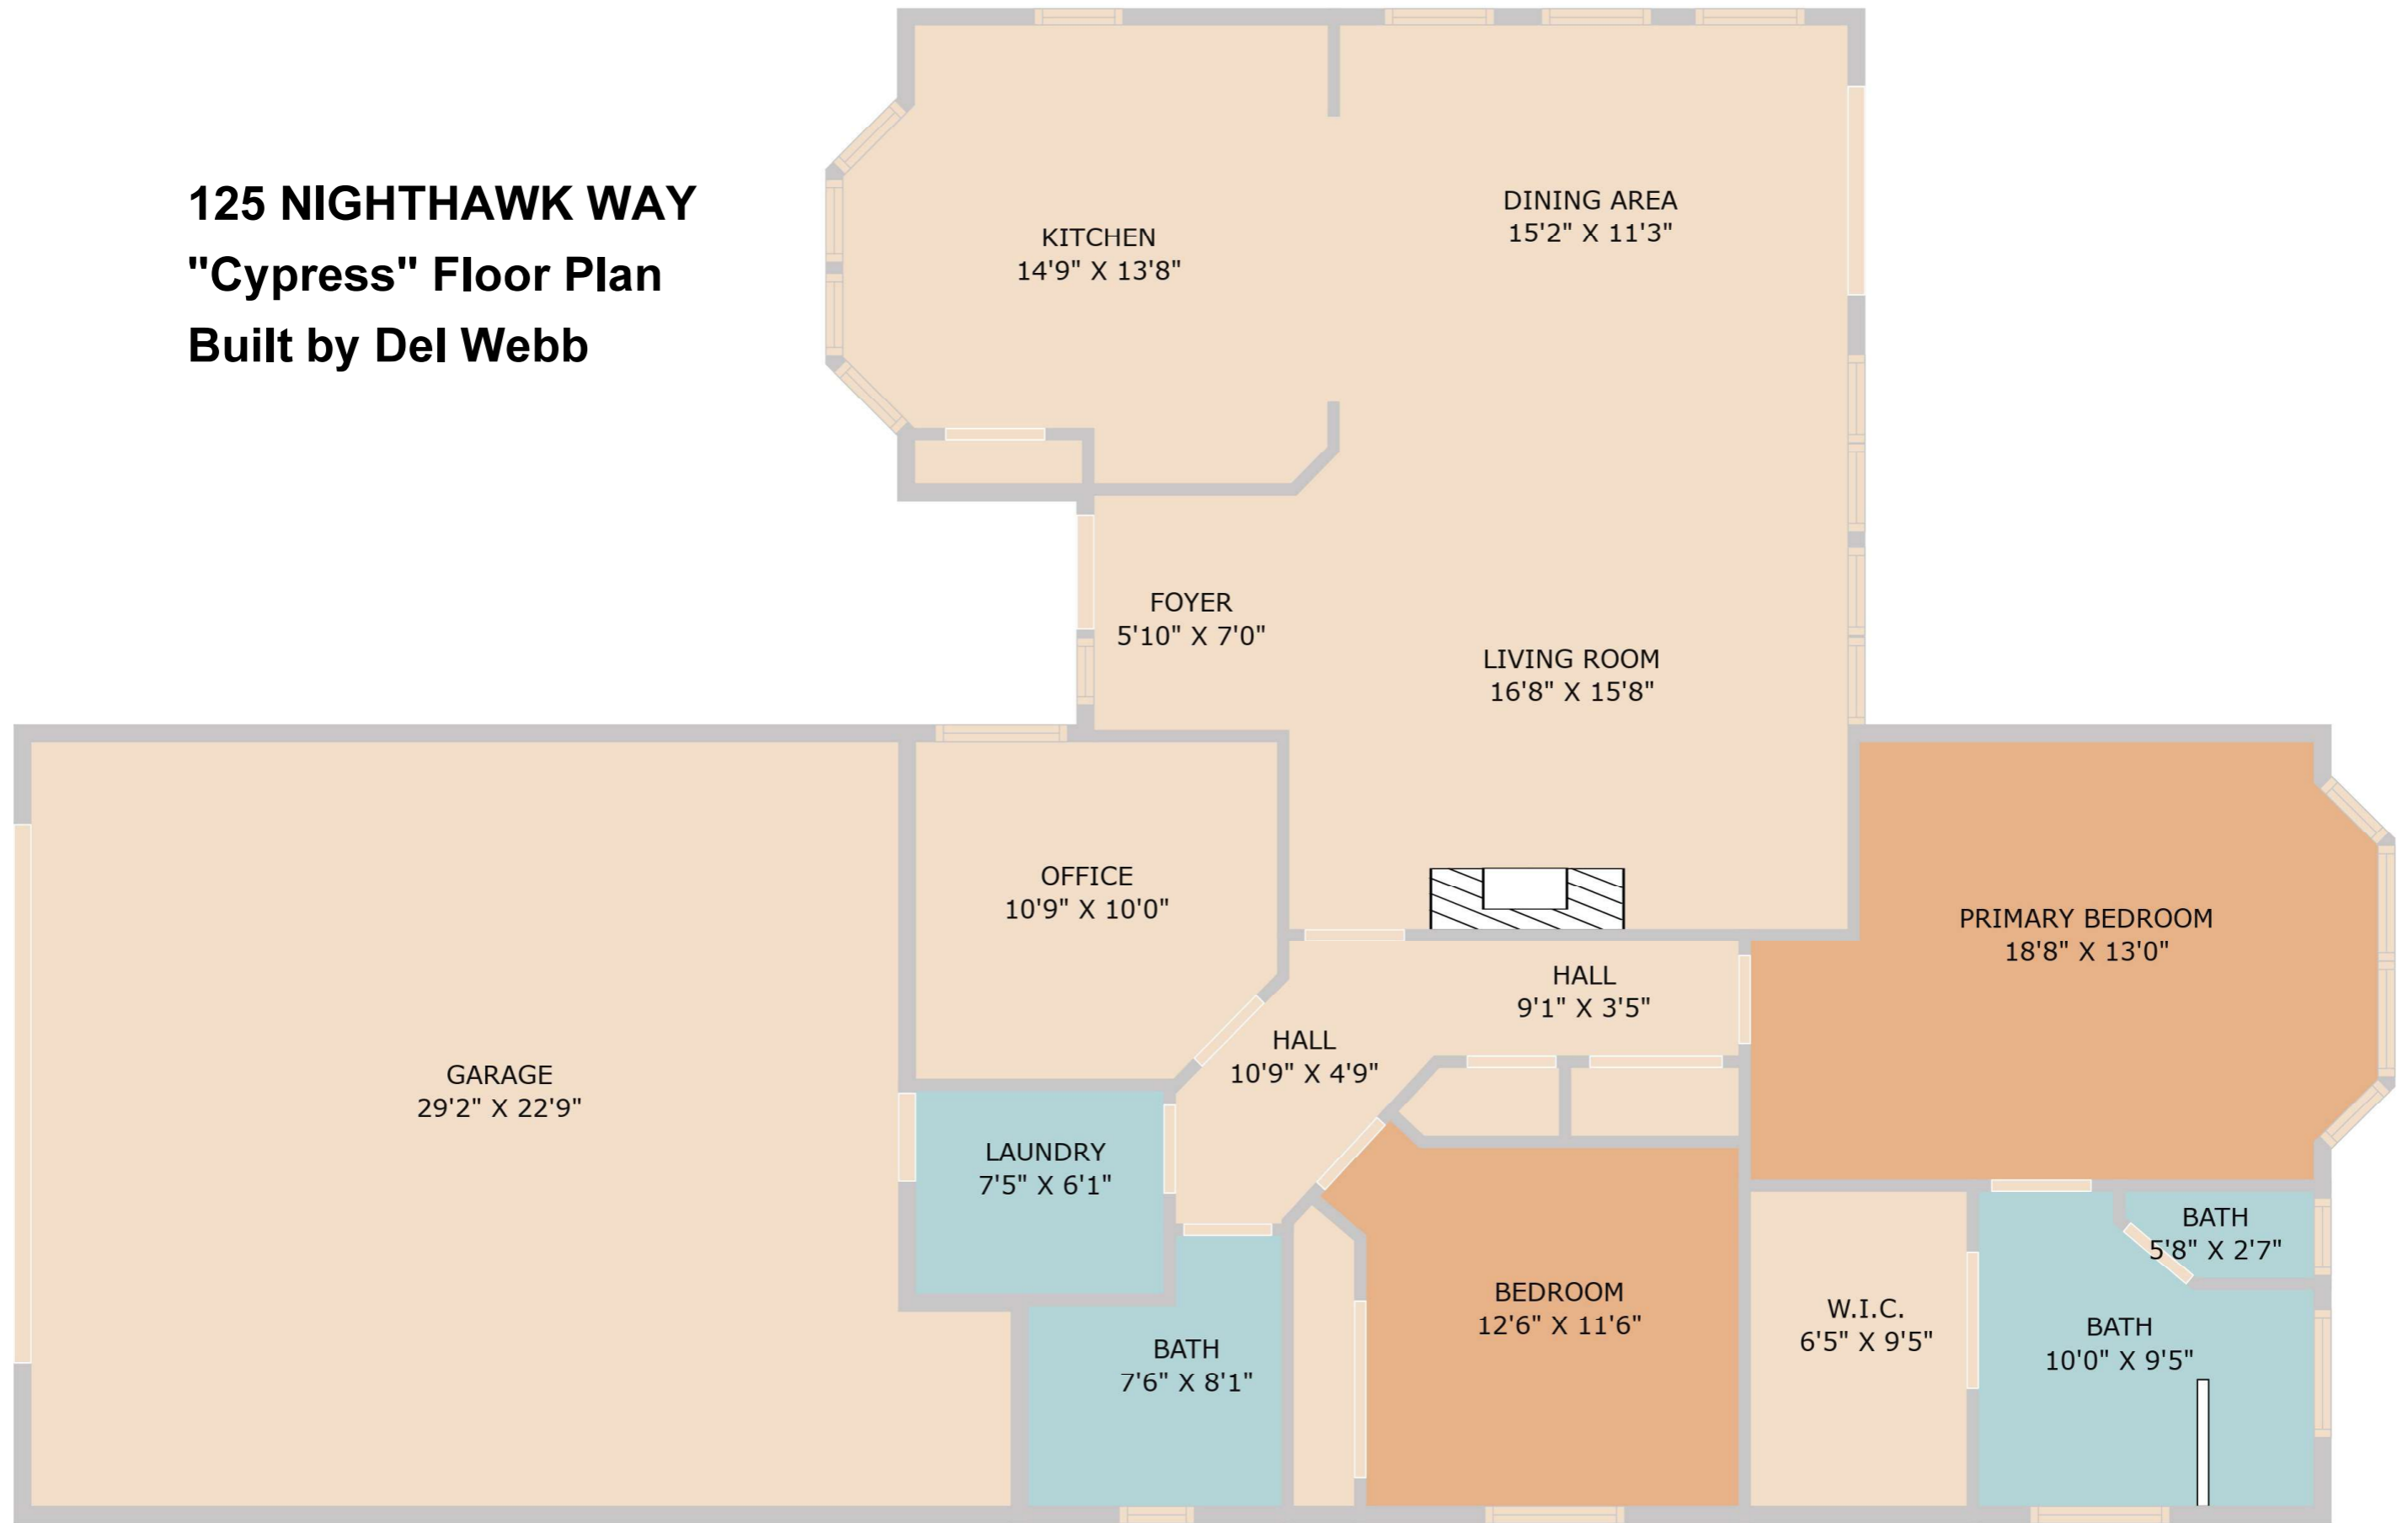 125 NIGHTHAWK WAY
"Cypress" Floor Plan
Built by Del Webb
KITCHEN
14'9" X 13'8"
DINING AREA
15'2" X 11'3"
FOYER
5'10" X 7'0"
LIVING ROOM
16'8" X 15'8"
OFFICE
10'9" X 10'0"
PRIMARY BEDROOM
18'8" X 13'0"
HALL
9'1" X 3'5"
HALL
10'9" X 4'9"
GARAGE
29'2" X 22'9"
LAUNDRY
7'5" X 6'1"
BATH
5'8" X 2'7"
BEDROOM
12'6" X 11'6"
W.I.C.
6'5" X 9'5"
BATH
10'0" X 9'5"
BATH
7'6" X 8'1"